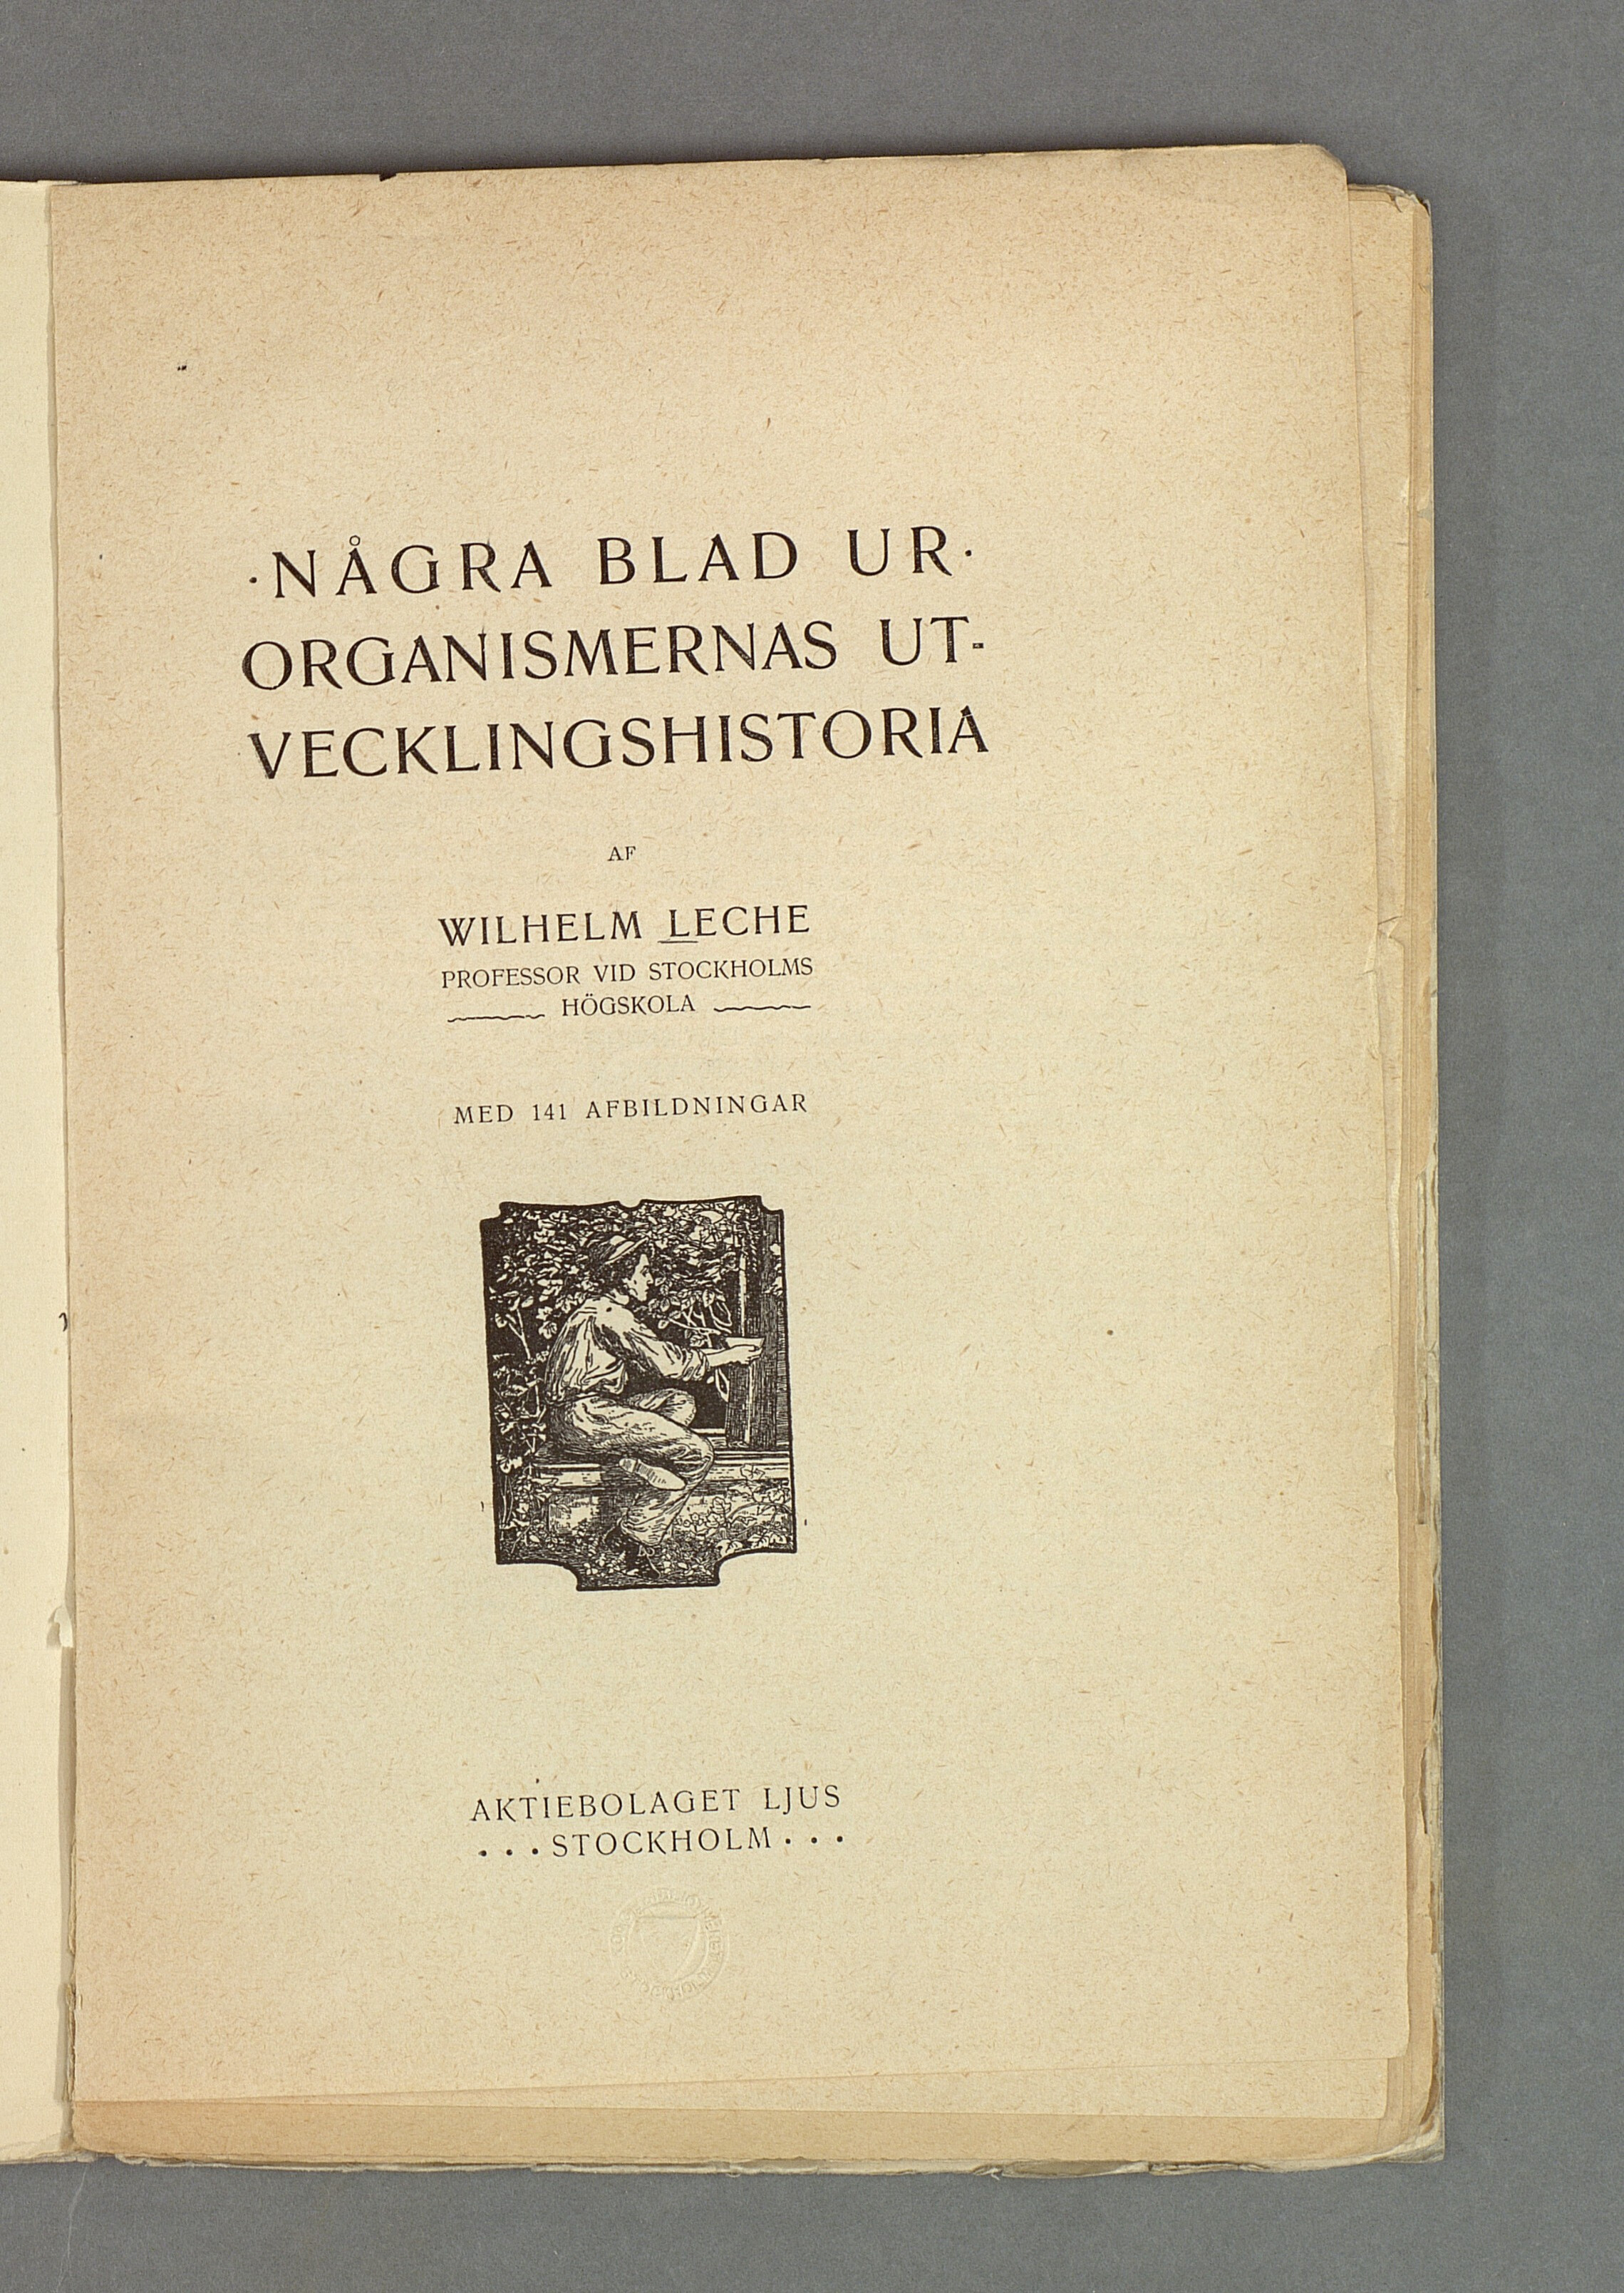 ·NÅGRA BLAD UR·
ORGANISMERNAS UT-
VECKLINGSHISTORIA
AF
WILHELM LECHE
PROFESSOR VID STOCKHOLMS
HÖGSKOLA
MED 141 AFBILDNINGAR
AKTIEBOLAGET LJUS
. . . STOCKHOLM . . .